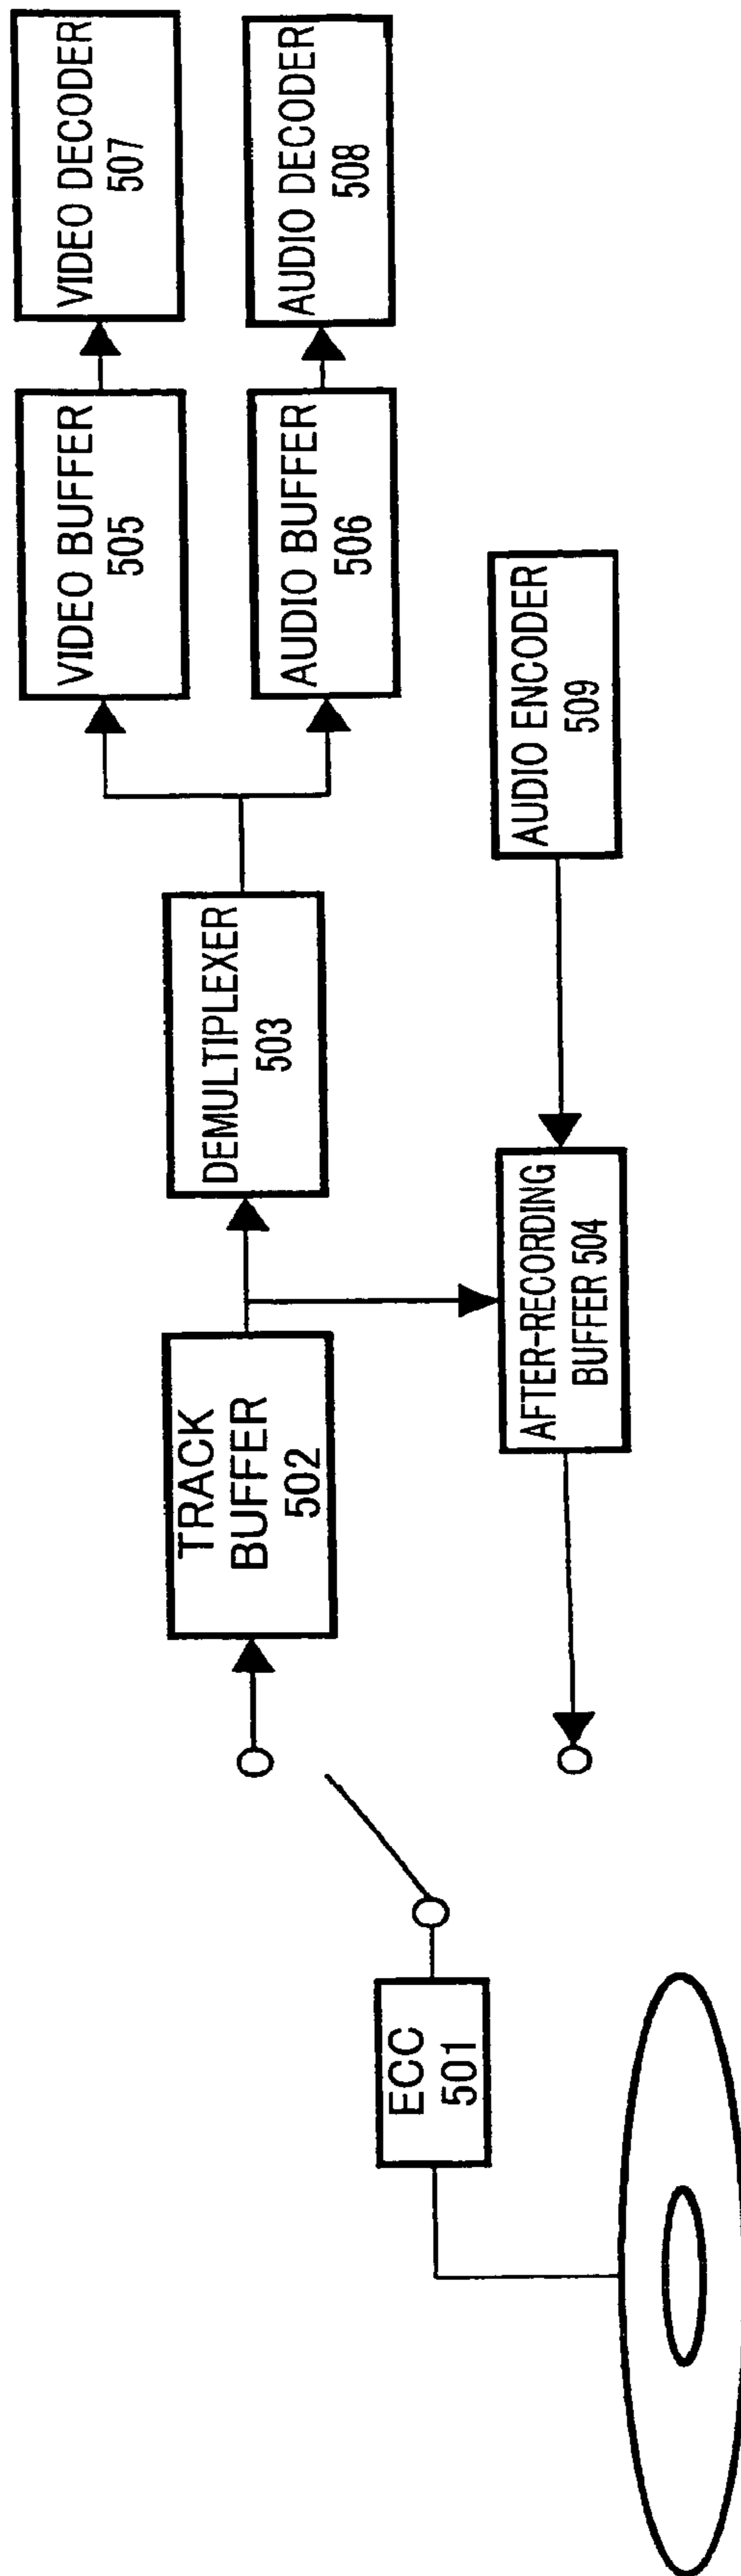 VIDEO DECODER
507
AUDIO DECODER
508
VIDEO BUFFER
505
AUDIO BUFFER
506
AUDIO ENCODER
509
DEMULTIPLEXER
503
AFTER-RECORDING
BUFFER 504
TRACK
BUFFER
502
ECC
501